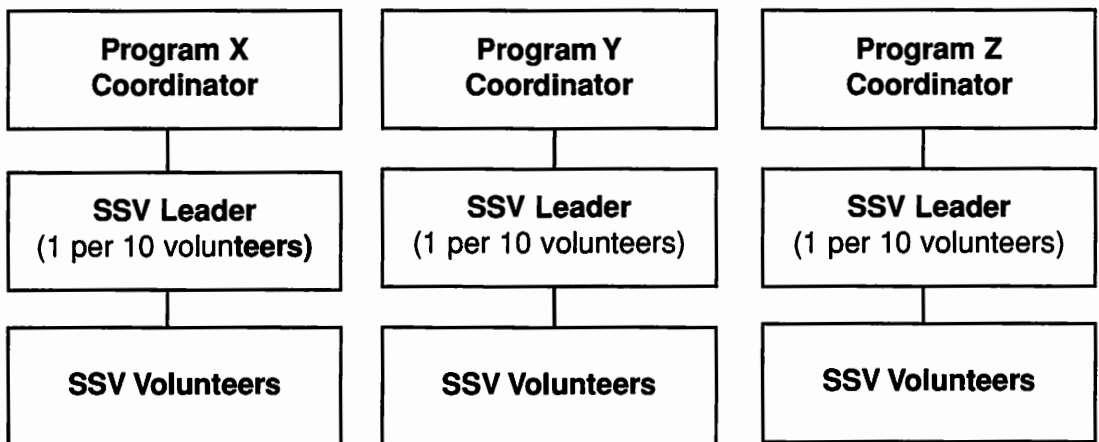 Program X
Coordinator
Program Y
Coordinator
Program Z
Coordinator
SSV Leader
(1 per 10 volunteers)
SSV Leader
(1 per 10 volunteers)
SSV Leader
(1 per 10 volunteers)
SSV Volunteers
SSV Volunteers
SSV Volunteers